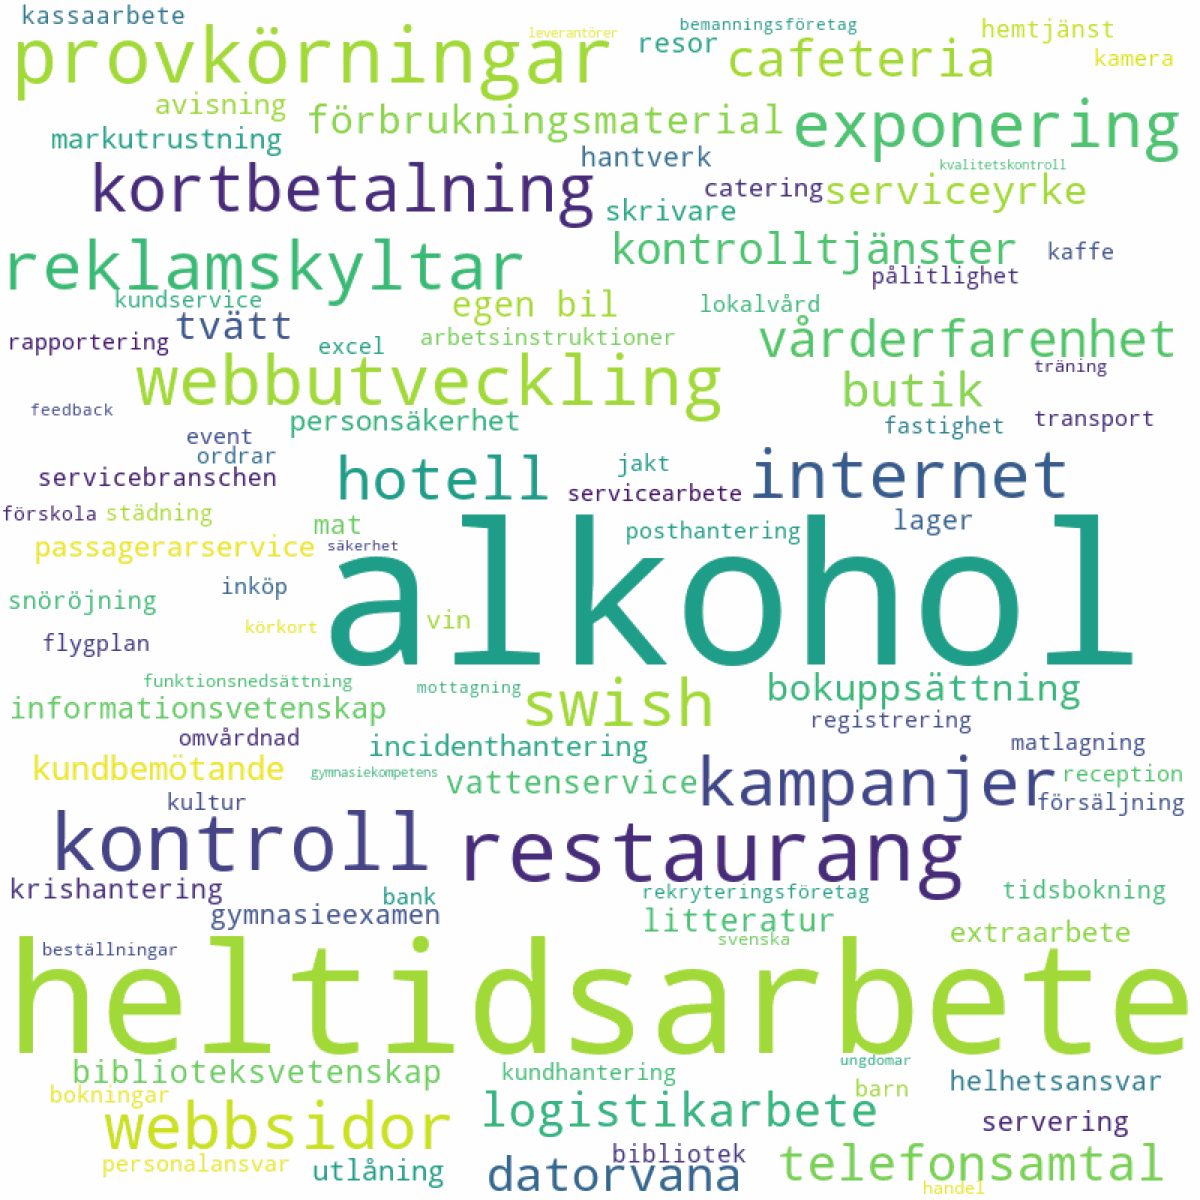 kassaarbete
leverantörer
bemanningsföretag
hemtjänst
provkörningar
resor
cafeteria
kamera
avisning
förbrukningsmaterial
exponering
markutrustning
hantverk
kvalitetskontroll
kortbetalning
catering
serviceyrke
skrivare
reklamskyltar
kontrolltjänster
kaffe
pålitlighet
kundservice
egen bil
lokalvård
tvätt
rapportering
excel
arbetsinstruktioner
vårderfarenhet
träning
webbutveckling
butik
feedback
personsäkerhet
transport
event
fastighet
ordrar
servicebranschen
hotell
jakt
internet
servicearbete
förskola
städning
mat
posthantering
lager
passagerarservice
säkerhet
alkohol
inköp
snöröjning
körkort
vin
flygplan
funktionsnedsättning
mottagning
swish
bokuppsättning
informationsvetenskap
registrering
omvårdnad
incidenthantering
matlagning
kundbemötande
gymnasiekompetens
vattenservice
kampanjer
reception
kultur
försäljning
kontroll
restaurang
krishantering
bank
rekryteringsföretag
tidsbokning
gymnasieexamen
litteratur
extraarbete
beställningar
svenska
heltidsarbete
ungdomar
biblioteksvetenskap
kundhantering
helhetsansvar
bokningar
barn
webbsidor
logistikarbete
servering
personalansvar
utlåning
bibliotek
datorvana
telefonsamtal
handel